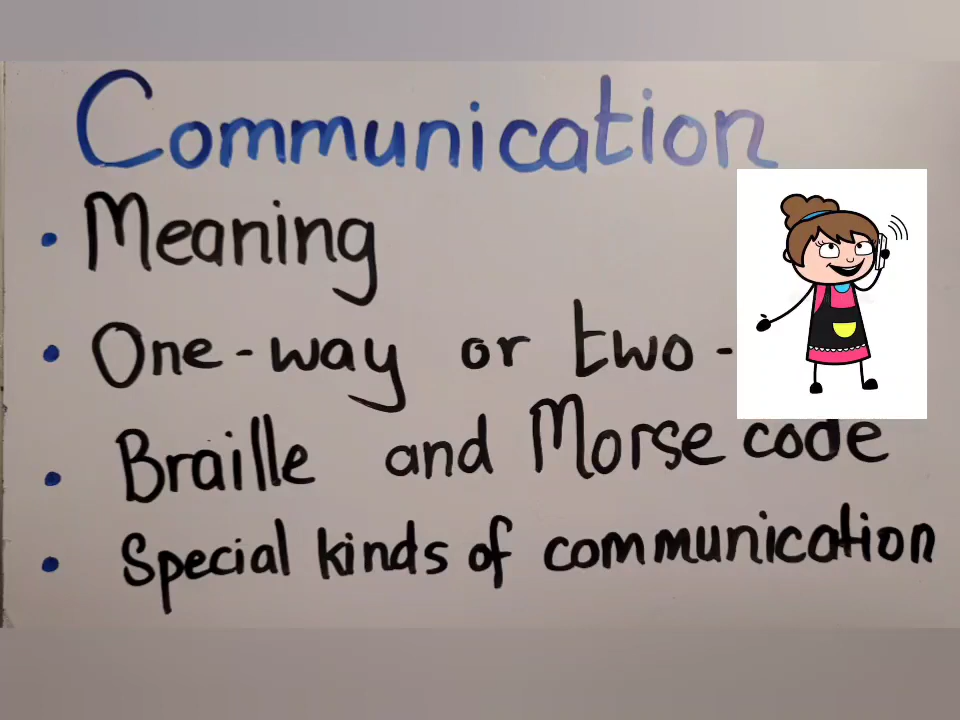 Communication
• Meaning
• One-way or two-
• Braille and Morse code
• Special kinds of communication